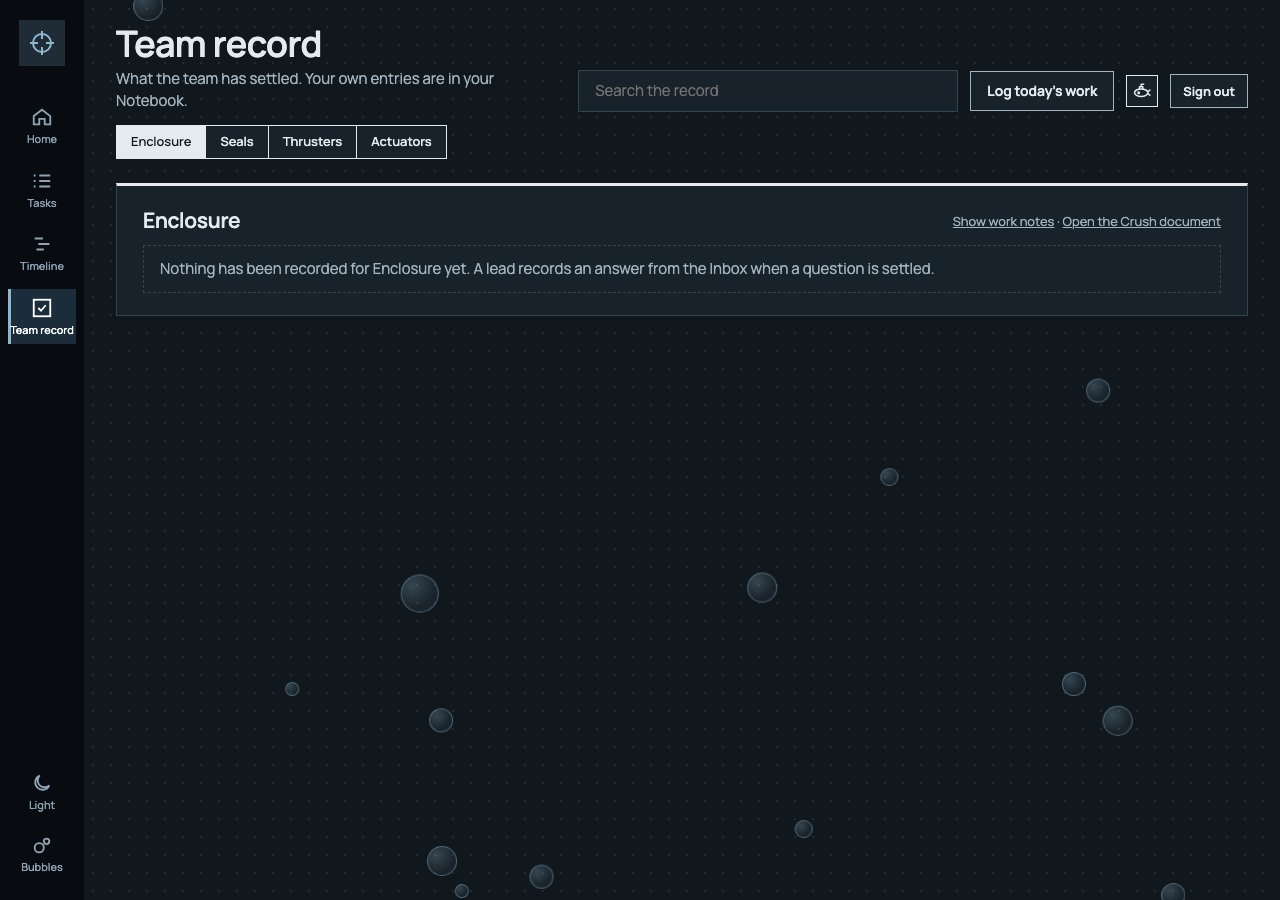 Team record
What the team has settled. Your own entries are in your
Notebook.
Search the record
Log today's work
Sign out
Enclosure
Seals
Thrusters
Actuators
Home
Tasks
Timeline
Team record
Enclosure
Show work notes · Open the Crush document
Nothing has been recorded for Enclosure yet. A lead records an answer from the Inbox when a question is settled.
Light
Bubbles